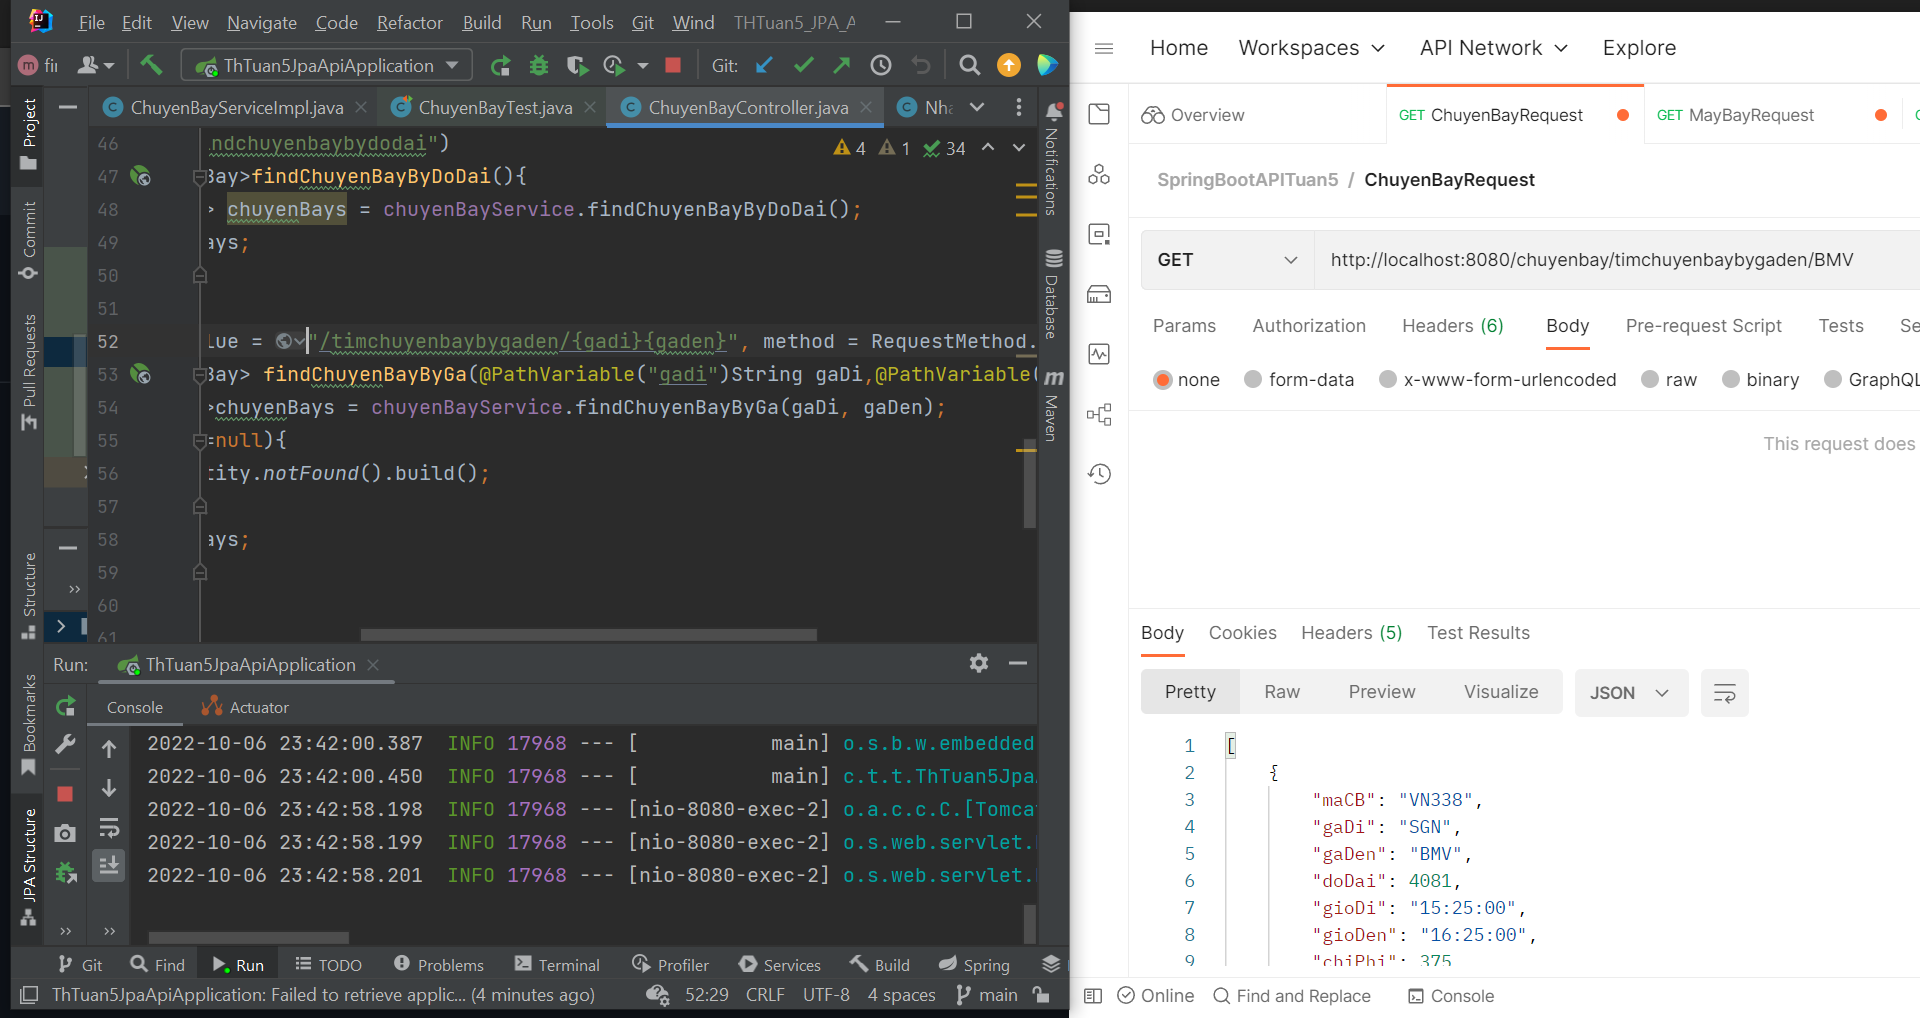 File Edit View Navigate Code Refactor Build Run Tools Git Wind THTuan5_JPA_A
ThTuan5JpaApiApplication Git:
ChuyenBayServiceImpl.java ChuyenBayTest.java ChuyenBayController.java Nha
46 indchuyenbaybydodai")
4 1 34
47 Bay>findChuyenBayByDoDai(){
48 > chuyenBays = chuyenBayService.findChuyenBayByDoDai();
49 ays;
50
51
52 lue = "/timchuyenbaybygaden/{gadi}{gaden}", method = RequestMethod.
53 Bay> findChuyenBayByGa(@PathVariable("gadi")String gaDi,@PathVariable(
54 >chuyenBays = chuyenBayService.findChuyenBayByGa(gaDi, gaDen);
55 =null){
56 tity.notFound().build();
57
58 ays;
59
60
61
Project
Commit
Pull Requests
Structure
Bookmarks
JPA Structure
Notifications
Database
m Maven
Run: ThTuan5JpaApiApplication
Console Actuator
2022-10-06 23:42:00.387 INFO 17968 --- [ main] o.s.b.w.embedded
2022-10-06 23:42:00.450 INFO 17968 --- [ main] c.t.t.ThTuan5Jpa
2022-10-06 23:42:58.198 INFO 17968 --- [nio-8080-exec-2] o.a.c.c.C.[Tomca
2022-10-06 23:42:58.199 INFO 17968 --- [nio-8080-exec-2] o.s.web.servlet.
2022-10-06 23:42:58.201 INFO 17968 --- [nio-8080-exec-2] o.s.web.servlet.
Git Find Run TODO Problems Terminal Profiler Services Build Spring
ThTuan5JpaApiApplication: Failed to retrieve applic... (4 minutes ago) 52:29 CRLF UTF-8 4 spaces main
Home Workspaces API Network Explore
Overview GET ChuyenBayRequest GET MayBayRequest
SpringBootAPITuan5 / ChuyenBayRequest
GET http://localhost:8080/chuyenbay/timchuyenbaybygaden/BMV
Params Authorization Headers (6) Body Pre-request Script Tests Se
none form-data x-www-form-urlencoded raw binary GraphQL
This request does
Body Cookies Headers (5) Test Results
Pretty Raw Preview Visualize JSON
1 [
2 {
3 "maCB": "VN338",
4 "gaDi": "SGN",
5 "gaDen": "BMV",
6 "doDai": 4081,
7 "gioDi": "15:25:00",
8 "gioDen": "16:25:00",
9 "chiPhi": 375
Online Find and Replace Console